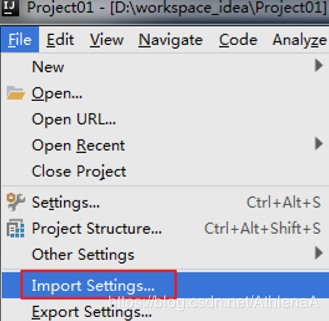 IJ Project01 - [D:\workspace_idea\Project01]
File Edit View Navigate Code Analyze
New
Open...
Open URL...
Open Recent
Close Project
Settings... Ctrl+Alt+S
Project Structure... Ctrl+Alt+Shift+S
Other Settings
Import Settings...
https://blog.csdn.net/AthlenaA
Export Settings...